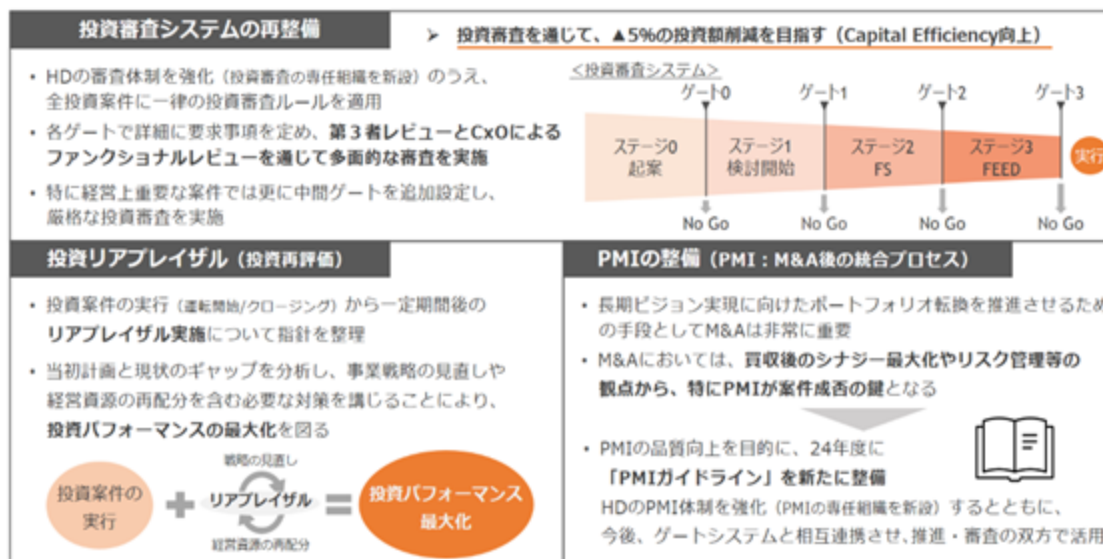 投資審査システムの再整備
➢ 投資審査を通じて、▲5%の投資額削減を目指す（Capital Efficiency向上）
• HDの審査体制を強化（投資審査の専任組織を新設）のうえ、
全投資案件に一律の投資審査ルールを適用
• 各ゲートで詳細に要求事項を定め、第３者レビューとCxOによる
ファンクショナルレビューを通じて多面的な審査を実施
• 特に経営上重要な案件では更に中間ゲートを追加設定し、
厳格な投資審査を実施
＜投資審査システム＞
ゲート0 ゲート1 ゲート2 ゲート3
ステージ0 ステージ1 ステージ2 ステージ3
起案 検討開始 FS FEED 実行
No Go No Go No Go No Go
投資リアプレイザル（投資再評価）
• 投資案件の実行（運転開始/クロージング）から一定期間後の
リアプレイザル実施について指針を整理
• 当初計画と現状のギャップを分析し、事業戦略の見直しや
経営資源の再配分を含む必要な対策を講じることにより、
投資パフォーマンスの最大化を図る
戦略の見直し
投資案件の
実行
+
リアプレイザル
=
投資パフォーマンス
最大化
経営資源の再配分
PMIの整備（PMI：M&A後の統合プロセス）
• 長期ビジョン実現に向けたポートフォリオ転換を推進させるため
の手段としてM&Aは非常に重要
• M&Aにおいては、買収後のシナジー最大化やリスク管理等の
観点から、特にPMIが案件成否の鍵となる
• PMIの品質向上を目的に、24年度に
「PMIガイドライン」を新たに整備
HDのPMI体制を強化（PMIの専任組織を新設）するとともに、
今後、ゲートシステムと相互連携させ、推進・審査の双方で活用